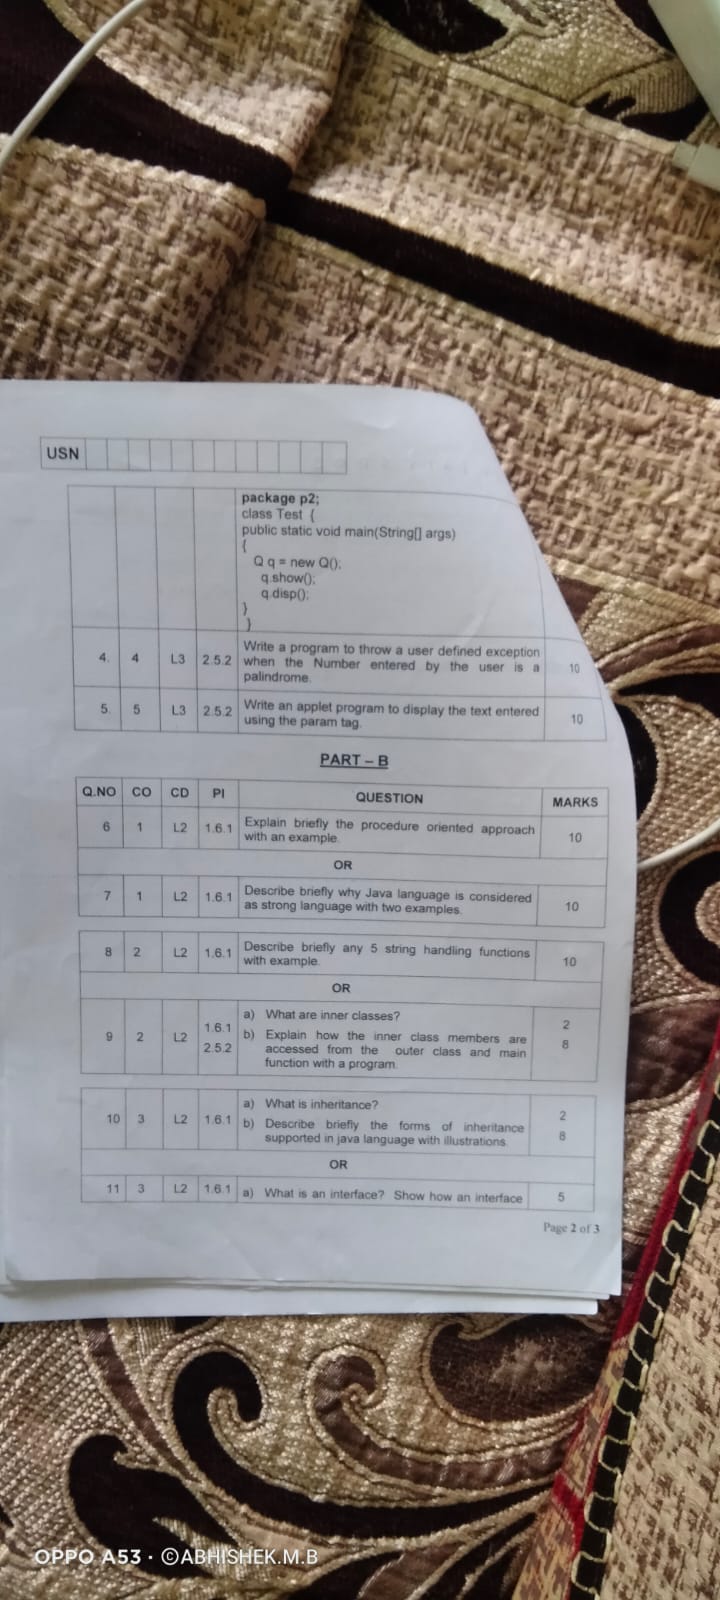 USN
package p2;
class Test {
public static void main(String[] args)
{
Q q = new Q();
q.show();
q.disp();
}
}
4. 4 L3 2.5.2 Write a program to throw a user defined exception
when the Number entered by the user is a
palindrome. 10
5. 5 L3 2.5.2 Write an applet program to display the text entered
using the param tag. 10
PART – B
Q.NO CO CD PI QUESTION MARKS
6 1 L2 1.6.1 Explain briefly the procedure oriented approach
with an example. 10
OR
7 1 L2 1.6.1 Describe briefly why Java language is considered
as strong language with two examples. 10
8 2 L2 1.6.1 Describe briefly any 5 string handling functions
with example. 10
OR
9 2 L2 1.6.1 2.5.2 a) What are inner classes? 2
b) Explain how the inner class members are 8
accessed from the outer class and main
function with a program.
10 3 L2 1.6.1 a) What is inheritance? 2
b) Describe briefly the forms of inheritance 8
supported in java language with illustrations.
OR
11 3 L2 1.6.1 a) What is an interface? Show how an interface 5
Page 2 of 3
OPPO A53 · ©ABHISHEK.M.B